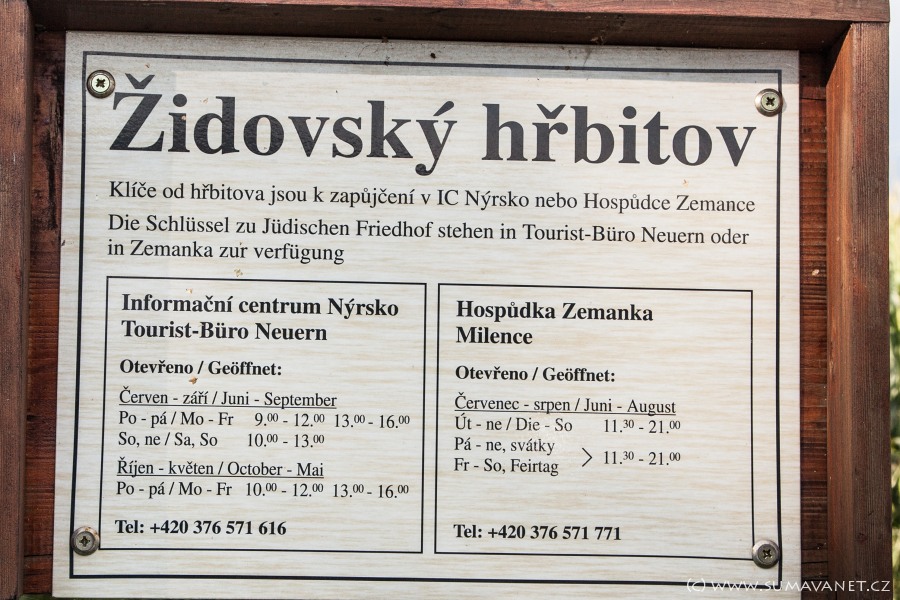 Židovský hřbitov
Klíče od hřbitova jsou k zapůjčení v IC Nýrsko nebo Hospůdce Zemance
Die Schlüssel zu Jüdischen Friedhof stehen in Tourist-Büro Neuern oder
in Zemanka zur verfügung
Informační centrum Nýrsko
Tourist-Büro Neuern
Otevřeno / Geöffnet:
Červen - září / Juni - September
Po - pá / Mo - Fr 9.00 - 12.00 13.00 - 16.00
So, ne / Sa, So 10.00 - 13.00
Říjen - květen / October - Mai
Po - pá / Mo - Fr 10.00 - 12.00 13.00 - 16.00
Tel: +420 376 571 616
Hospůdka Zemanka
Milence
Otevřeno / Geöffnet:
Červenec - srpen / Juni - August
Út - ne / Die - So 11.30 - 21.00
Pá - ne, svátky
Fr - So, Feirtag > 11.30 - 21.00
Tel: +420 376 571 771
(c) www.sumavanet.cz